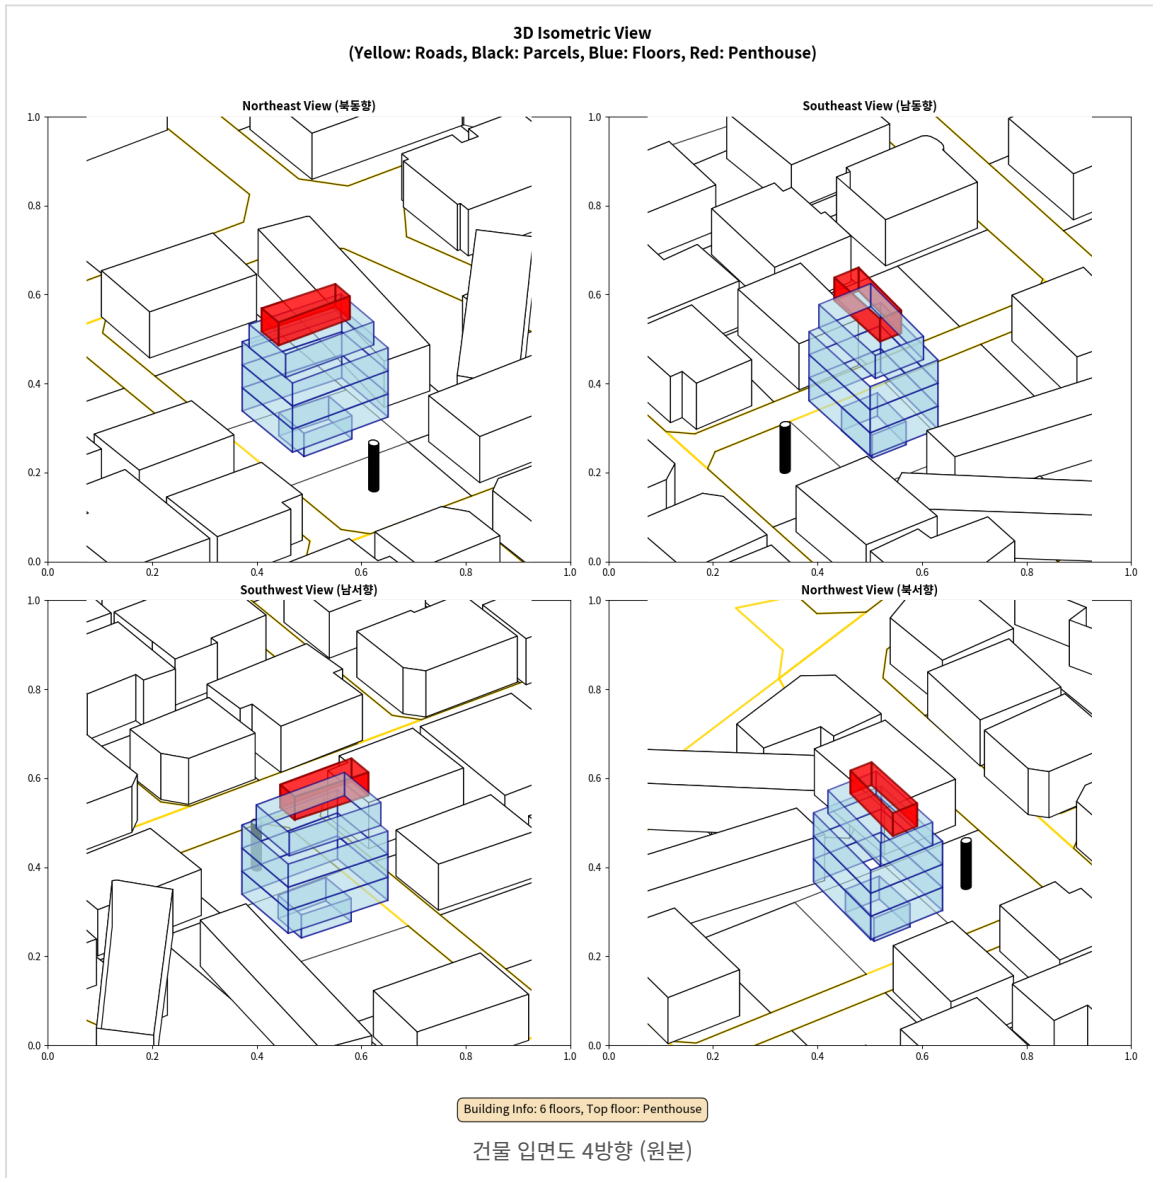 3D Isometric View
(Yellow: Roads, Black: Parcels, Blue: Floors, Red: Penthouse)
Northeast View (북동향)
1.0
0.8
0.6
0.4
0.2
0.0
0.0 0.2 0.4 0.6 0.8 1.0
Southeast View (남동향)
1.0
0.8
0.6
0.4
0.2
0.0
0.0 0.2 0.4 0.6 0.8 1.0
Southwest View (남서향)
1.0
0.8
0.6
0.4
0.2
0.0
0.0 0.2 0.4 0.6 0.8 1.0
Northwest View (북서향)
1.0
0.8
0.6
0.4
0.2
0.0
0.0 0.2 0.4 0.6 0.8 1.0
Building Info: 6 floors, Top floor: Penthouse
건물 입면도 4방향 (원본)